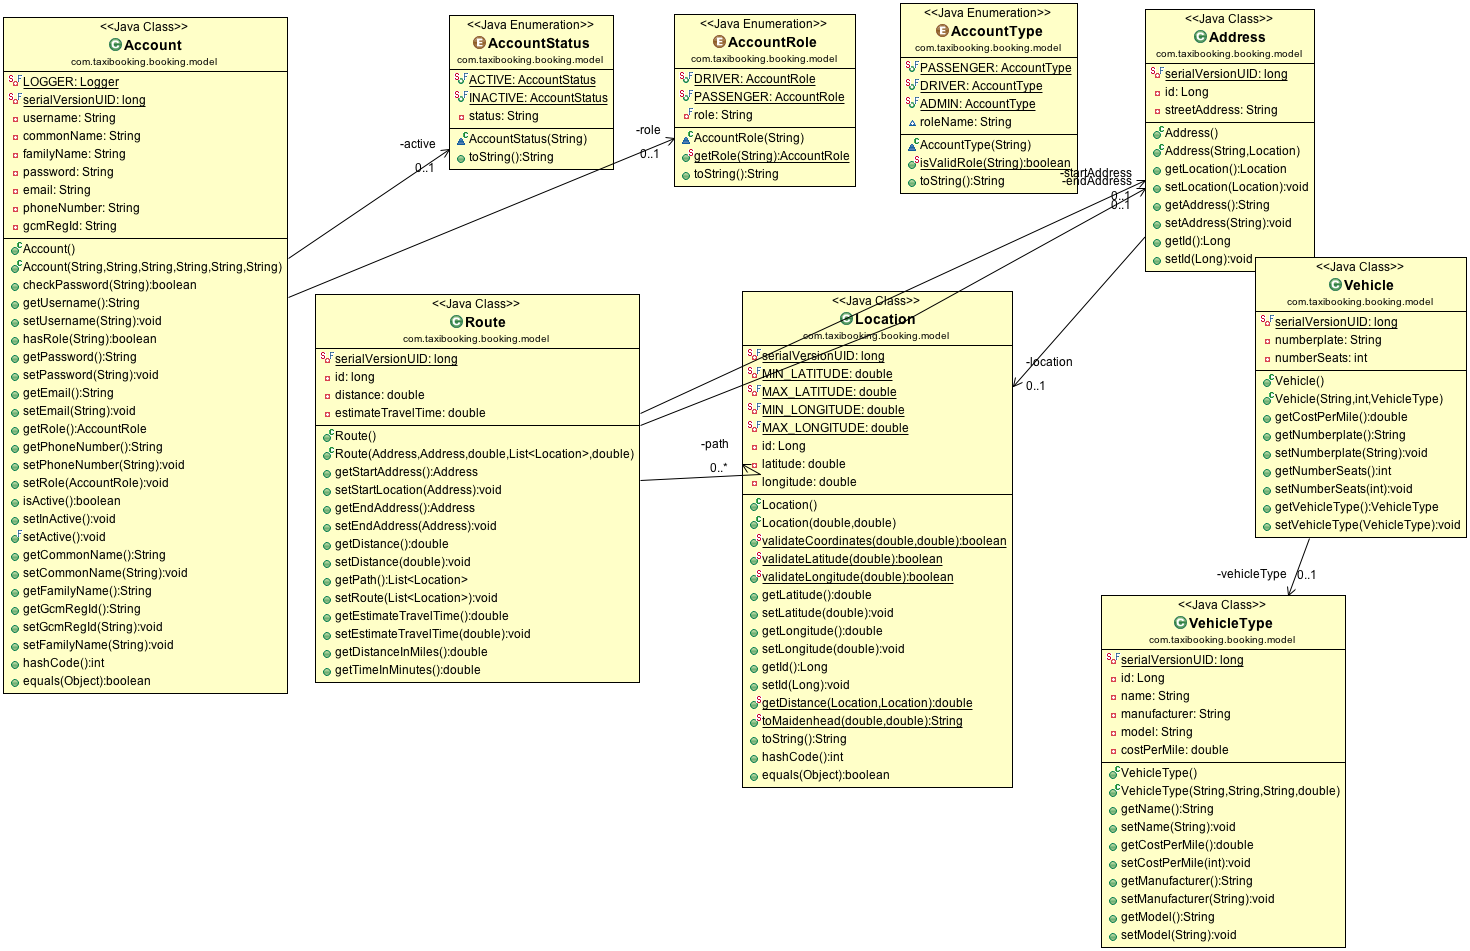 <<Java Class>>
Account
com.taxibooking.booking.model
LOGGER: Logger
serialVersionUID: long
username: String
commonName: String
familyName: String
password: String
email: String
phoneNumber: String
gcmRegId: String
Account()
Account(String,String,String,String,String,String)
checkPassword(String):boolean
getUsername():String
setUsername(String):void
hasRole(String):boolean
getPassword():String
setPassword(String):void
getEmail():String
setEmail(String):void
getRole():AccountRole
getPhoneNumber():String
setPhoneNumber(String):void
setRole(AccountRole):void
isActive():boolean
setInActive():void
setActive():void
getCommonName():String
setCommonName(String):void
getFamilyName():String
getGcmRegId():String
setGcmRegId(String):void
setFamilyName(String):void
hashCode():int
equals(Object):boolean
-active
0..1
<<Java Enumeration>>
AccountStatus
com.taxibooking.booking.model
ACTIVE: AccountStatus
INACTIVE: AccountStatus
status: String
AccountStatus(String)
toString():String
-role
0..1
<<Java Enumeration>>
AccountRole
com.taxibooking.booking.model
DRIVER: AccountRole
PASSENGER: AccountRole
role: String
AccountRole(String)
getRole(String):AccountRole
toString():String
<<Java Enumeration>>
AccountType
com.taxibooking.booking.model
PASSENGER: AccountType
DRIVER: AccountType
ADMIN: AccountType
roleName: String
AccountType(String)
isValidRole(String):boolean
toString():String
-startAddress
-endAddress
0..1
0..1
<<Java Class>>
Address
com.taxibooking.booking.model
serialVersionUID: long
id: Long
streetAddress: String
Address()
Address(String,Location)
getLocation():Location
setLocation(Location):void
getAddress():String
setAddress(String):void
getId():Long
setId(Long):void
<<Java Class>>
Route
com.taxibooking.booking.model
serialVersionUID: long
id: long
distance: double
estimateTravelTime: double
Route()
Route(Address,Address,double,List<Location>,double)
getStartAddress():Address
setStartLocation(Address):void
getEndAddress():Address
setEndAddress(Address):void
getDistance():double
setDistance(double):void
getPath():List<Location>
setRoute(List<Location>):void
getEstimateTravelTime():double
setEstimateTravelTime(double):void
getDistanceInMiles():double
getTimeInMinutes():double
-path
0..*
<<Java Class>>
Location
com.taxibooking.booking.model
serialVersionUID: long
MIN_LATITUDE: double
MAX_LATITUDE: double
MIN_LONGITUDE: double
MAX_LONGITUDE: double
id: Long
latitude: double
longitude: double
Location()
Location(double,double)
validateCoordinates(double,double):boolean
validateLatitude(double):boolean
validateLongitude(double):boolean
getLatitude():double
setLatitude(double):void
getLongitude():double
setLongitude(double):void
getId():Long
setId(Long):void
getDistance(Location,Location):double
toMaidenhead(double,double):String
toString():String
hashCode():int
equals(Object):boolean
-location
0..1
<<Java Class>>
Vehicle
com.taxibooking.booking.model
serialVersionUID: long
numberplate: String
numberSeats: int
Vehicle()
Vehicle(String,int,VehicleType)
getCostPerMile():double
getNumberplate():String
setNumberplate(String):void
getNumberSeats():int
setNumberSeats(int):void
getVehicleType():VehicleType
setVehicleType(VehicleType):void
-vehicleType
0..1
<<Java Class>>
VehicleType
com.taxibooking.booking.model
serialVersionUID: long
id: Long
name: String
manufacturer: String
model: String
costPerMile: double
VehicleType()
VehicleType(String,String,String,double)
getName():String
setName(String):void
getCostPerMile():double
setCostPerMile(int):void
getManufacturer():String
setManufacturer(String):void
getModel():String
setModel(String):void